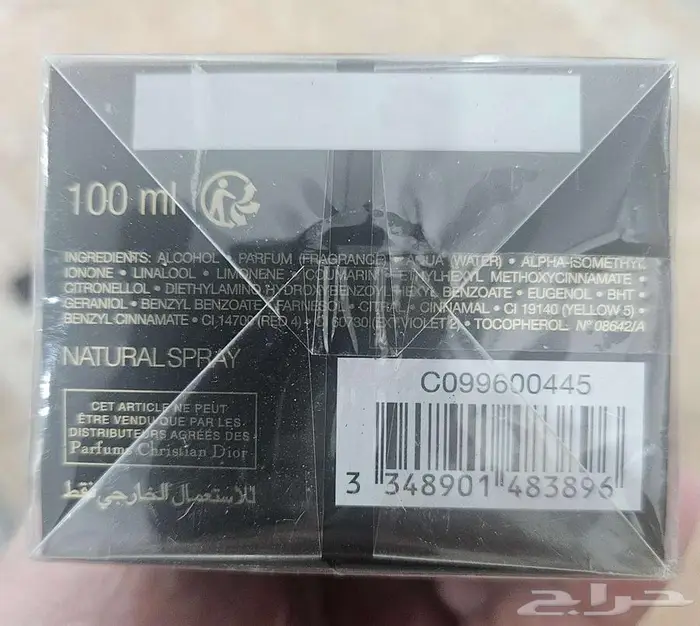 100 ml
INGREDIENTS: ALCOHOL • PARFUM (FRAGRANCE) • AQUA (WATER) • ALPHA-ISOMETHYL
IONONE • LINALOOL • LIMONENE • COUMARIN • ETHYLHEXYL METHOXYCINNAMATE •
CITRONELLOL • DIETHYLAMINO HYDROXYBENZOYL HEXYL BENZOATE • EUGENOL • BHT •
GERANIOL • BENZYL BENZOATE • FARNESOL • CITRAL • CINNAMAL • CI 19140 (YELLOW 5) •
BENZYL CINNAMATE • CI 14700 (RED 4) • CI 60730 (EXT. VIOLET 2) • TOCOPHEROL. N° 08642/A
NATURAL SPRAY
CET ARTICLE NE PEUT
ÊTRE VENDU QUE PAR LES
DISTRIBUTEURS AGRÉÉS DES
Parfums Christian Dior
للاستعمال الخارجي فقط
C099600445
3 348901 483896
حراج